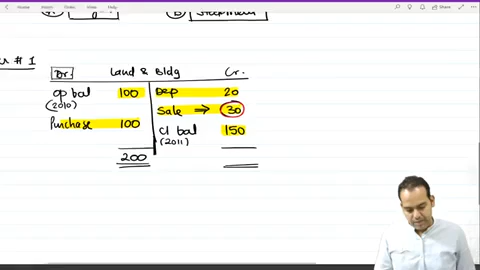 # 1
Dr. Land & Bldg Cr.
op bal 100 Dep 20
(2010) Sale ⇒ 30
Purchase 100
cl bal 150
(2011)
200